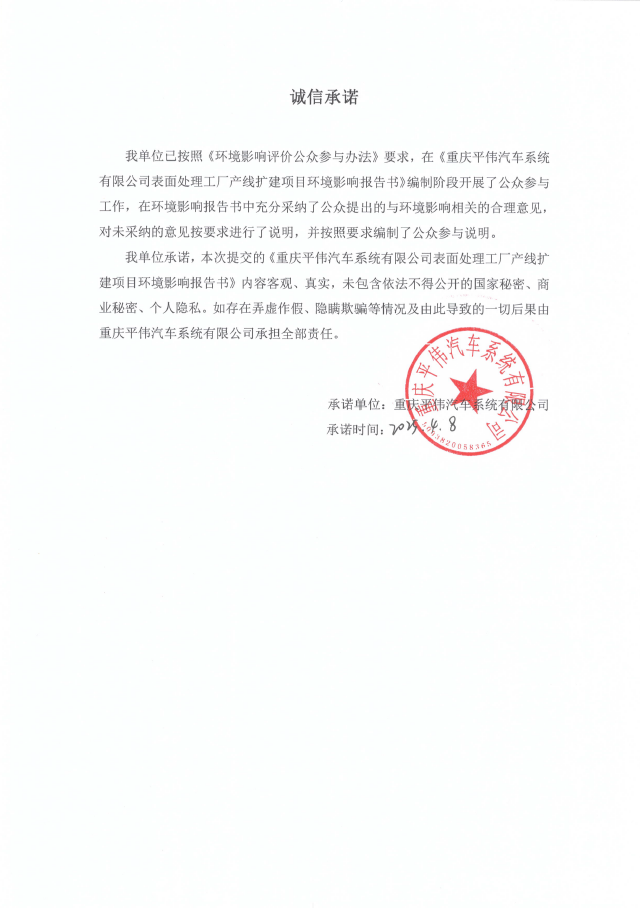 诚信承诺
我单位已按照《环境影响评价公众参与办法》要求，在《重庆平伟汽车系统
有限公司表面处理工厂产线扩建项目环境影响报告书》编制阶段开展了公众参与
工作，在环境影响报告书中充分采纳了公众提出的与环境影响相关的合理意见，
对未采纳的意见按要求进行了说明，并按照要求编制了公众参与说明。
我单位承诺，本次提交的《重庆平伟汽车系统有限公司表面处理工厂产线扩
建项目环境影响报告书》内容客观、真实，未包含依法不得公开的国家秘密、商
业秘密、个人隐私。如存在弄虚作假、隐瞒欺骗等情况及由此导致的一切后果由
重庆平伟汽车系统有限公司承担全部责任。
重庆平伟汽车系统有限公司
承诺单位：重庆平伟汽车系统有限公司
承诺时间：
4.8